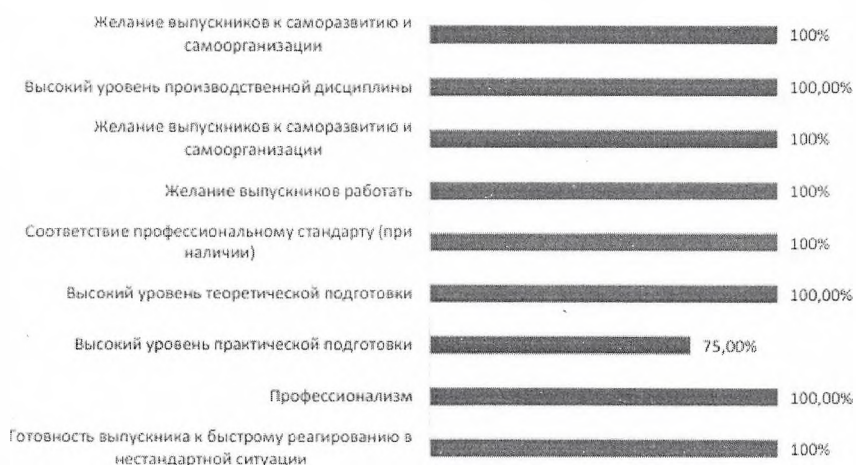 Желание выпускников к саморазвитию и
самоорганизации
100%
Высокий уровень производственной дисциплины
100,00%
Желание выпускников к саморазвитию и
самоорганизации
100%
Желание выпускников работать
100%
Соответствие профессиональному стандарту (при
наличии)
100%
Высокий уровень теоретической подготовки
100,00%
Высокий уровень практической подготовки
75,00%
Профессионализм
100,00%
Готовность выпускника к быстрому реагированию в
нестандартной ситуации
100%